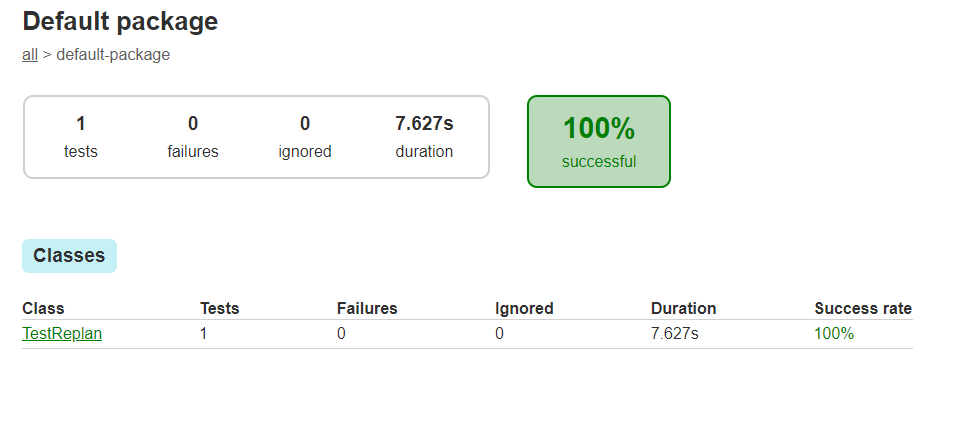 Default package
all > default-package
1 0 0 7.627s
tests failures ignored duration
100%
successful
Classes
Class Tests Failures Ignored Duration Success rate
TestReplan 1 0 0 7.627s 100%